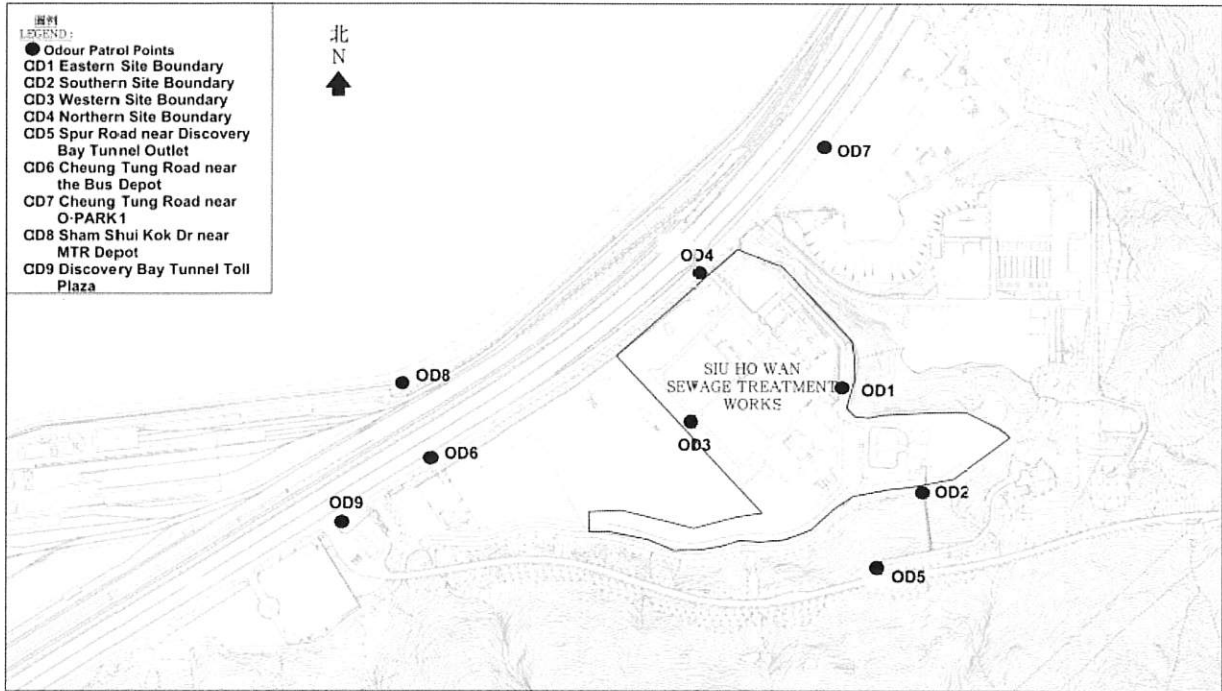 圖例
LEGEND:
Odour Patrol Points
OD1 Eastern Site Boundary
OD2 Southern Site Boundary
OD3 Western Site Boundary
OD4 Northern Site Boundary
OD5 Spur Road near Discovery
Bay Tunnel Outlet
OD6 Cheung Tung Road near
the Bus Depot
OD7 Cheung Tung Road near
O·PARK1
OD8 Sham Shui Kok Dr near
MTR Depot
OD9 Discovery Bay Tunnel Toll
Plaza
北
N
OD7
OD4
OD8
SIU HO WAN
SEWAGE TREATMENT
WORKS
OD1
OD3
OD6
OD2
OD9
OD5